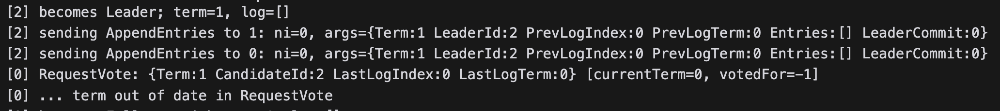 [2] becomes Leader; term=1, log=[]
[2] sending AppendEntries to 1: ni=0, args={Term:1 LeaderId:2 PrevLogIndex:0 PrevLogTerm:0 Entries:[] LeaderCommit:0}
[2] sending AppendEntries to 0: ni=0, args={Term:1 LeaderId:2 PrevLogIndex:0 PrevLogTerm:0 Entries:[] LeaderCommit:0}
[0] RequestVote: {Term:1 CandidateId:2 LastLogIndex:0 LastLogTerm:0} [currentTerm=0, votedFor=-1]
[0] ... term out of date in RequestVote